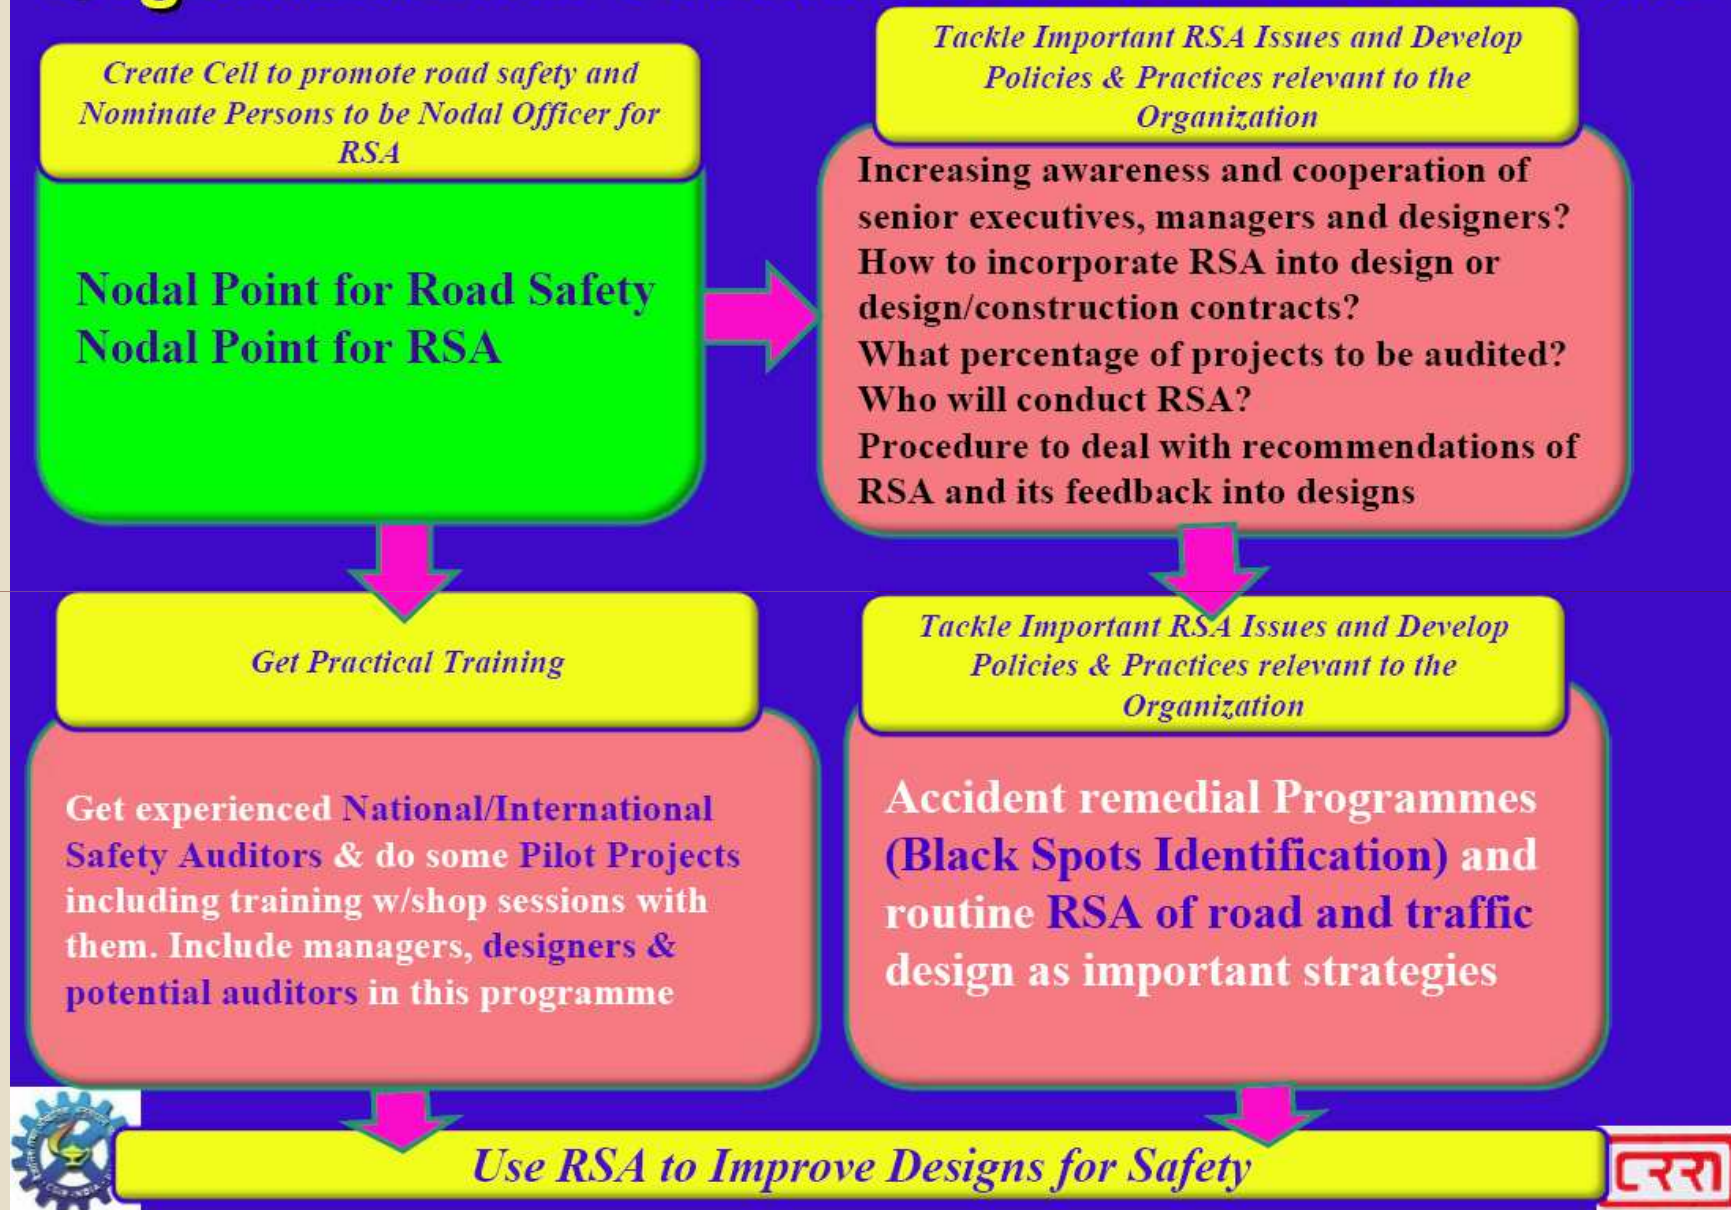 Create Cell to promote road safety and
Nominate Persons to be Nodal Officer for
RSA
Nodal Point for Road Safety
Nodal Point for RSA
Tackle Important RSA Issues and Develop
Policies & Practices relevant to the
Organization
Increasing awareness and cooperation of
senior executives, managers and designers?
How to incorporate RSA into design or
design/construction contracts?
What percentage of projects to be audited?
Who will conduct RSA?
Procedure to deal with recommendations of
RSA and its feedback into designs
Get Practical Training
Get experienced National/International
Safety Auditors & do some Pilot Projects
including training w/shop sessions with
them. Include managers, designers &
potential auditors in this programme
Tackle Important RSA Issues and Develop
Policies & Practices relevant to the
Organization
Accident remedial Programmes
(Black Spots Identification) and
routine RSA of road and traffic
design as important strategies
Use RSA to Improve Designs for Safety